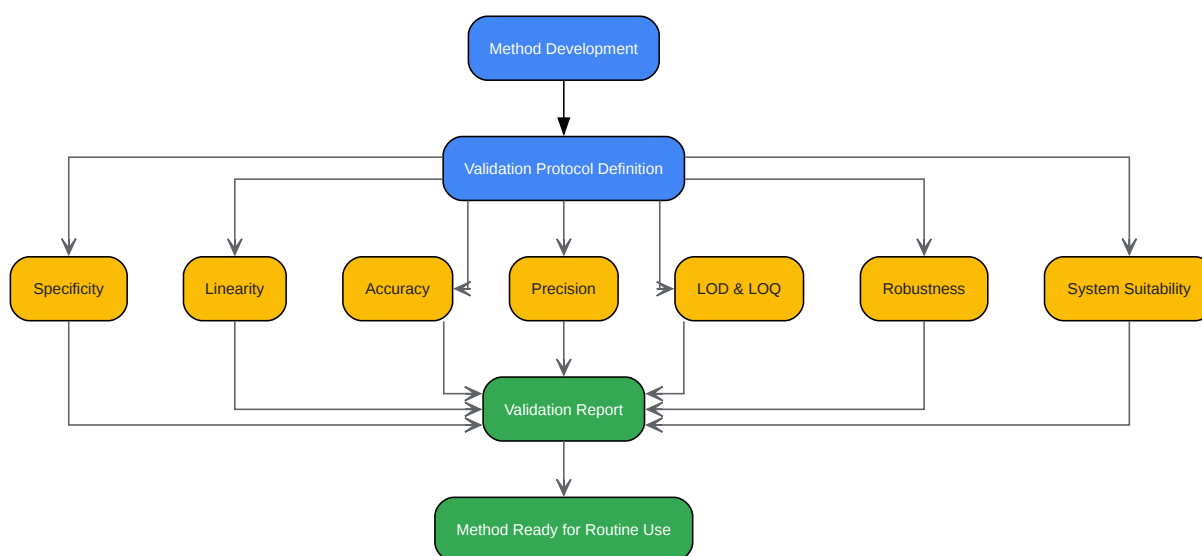 Method Development
Validation Protocol Definition
Specificity
Linearity
Accuracy
Precision
LOD & LOQ
Robustness
System Suitability
Validation Report
Method Ready for Routine Use